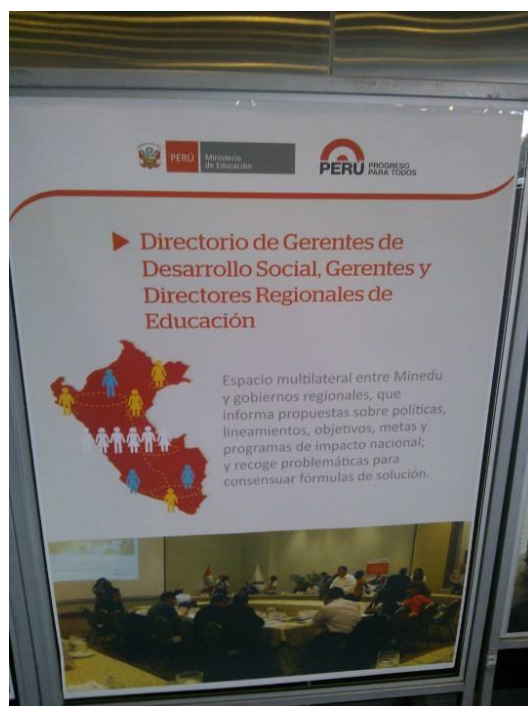 PERÚ
Ministerio
de Educación
PERÚ
PROGRESO
PARA TODOS
Directorio de Gerentes de
Desarrollo Social, Gerentes y
Directores Regionales de
Educación
Espacio multilateral entre Minedu
y gobiernos regionales, que
informa propuestas sobre políticas,
lineamientos, objetivos, metas y
programas de impacto nacional;
y recoge problemáticas para
consensuar fórmulas de solución.